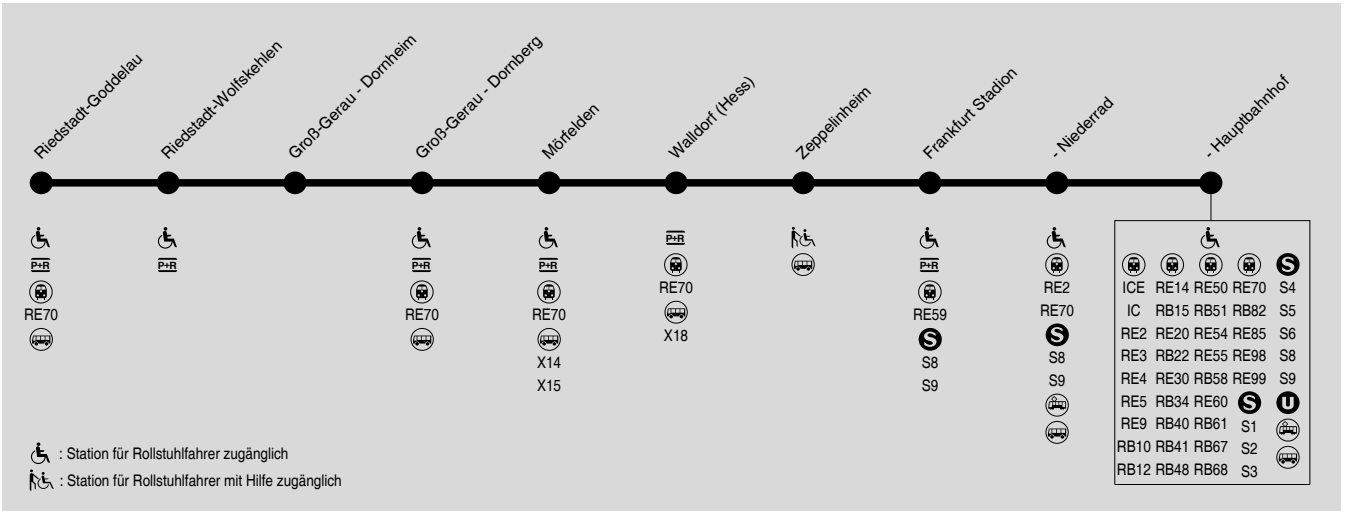 Riedstadt-Goddelau
Riedstadt-Wolfskehlen
Groß-Gerau - Dornheim
Groß-Gerau - Dornberg
Mörfelden
Walldorf (Hess)
Zeppelinheim
Frankfurt Stadion
- Niederrad
- Hauptbahnhof
P+R
RE70
P+R
P+R
RE70
P+R
RE70
X14
X15
P+R
RE70
X18
P+R
RE59
S
S8
S9
RE2
RE70
S
S8
S9
S
ICE RE14 RE50 RE70 S4
IC RB15 RB51 RB82 S5
RE2 RE20 RE54 RE85 S6
RE3 RB22 RE55 RE98 S8
RE4 RE30 RB58 RE99 S9
RE5 RB34 RE60 S U
RE9 RB40 RB61 S1
RB10 RB41 RB67 S2
RB12 RB48 RB68 S3
: Station für Rollstuhlfahrer zugänglich
: Station für Rollstuhlfahrer mit Hilfe zugänglich